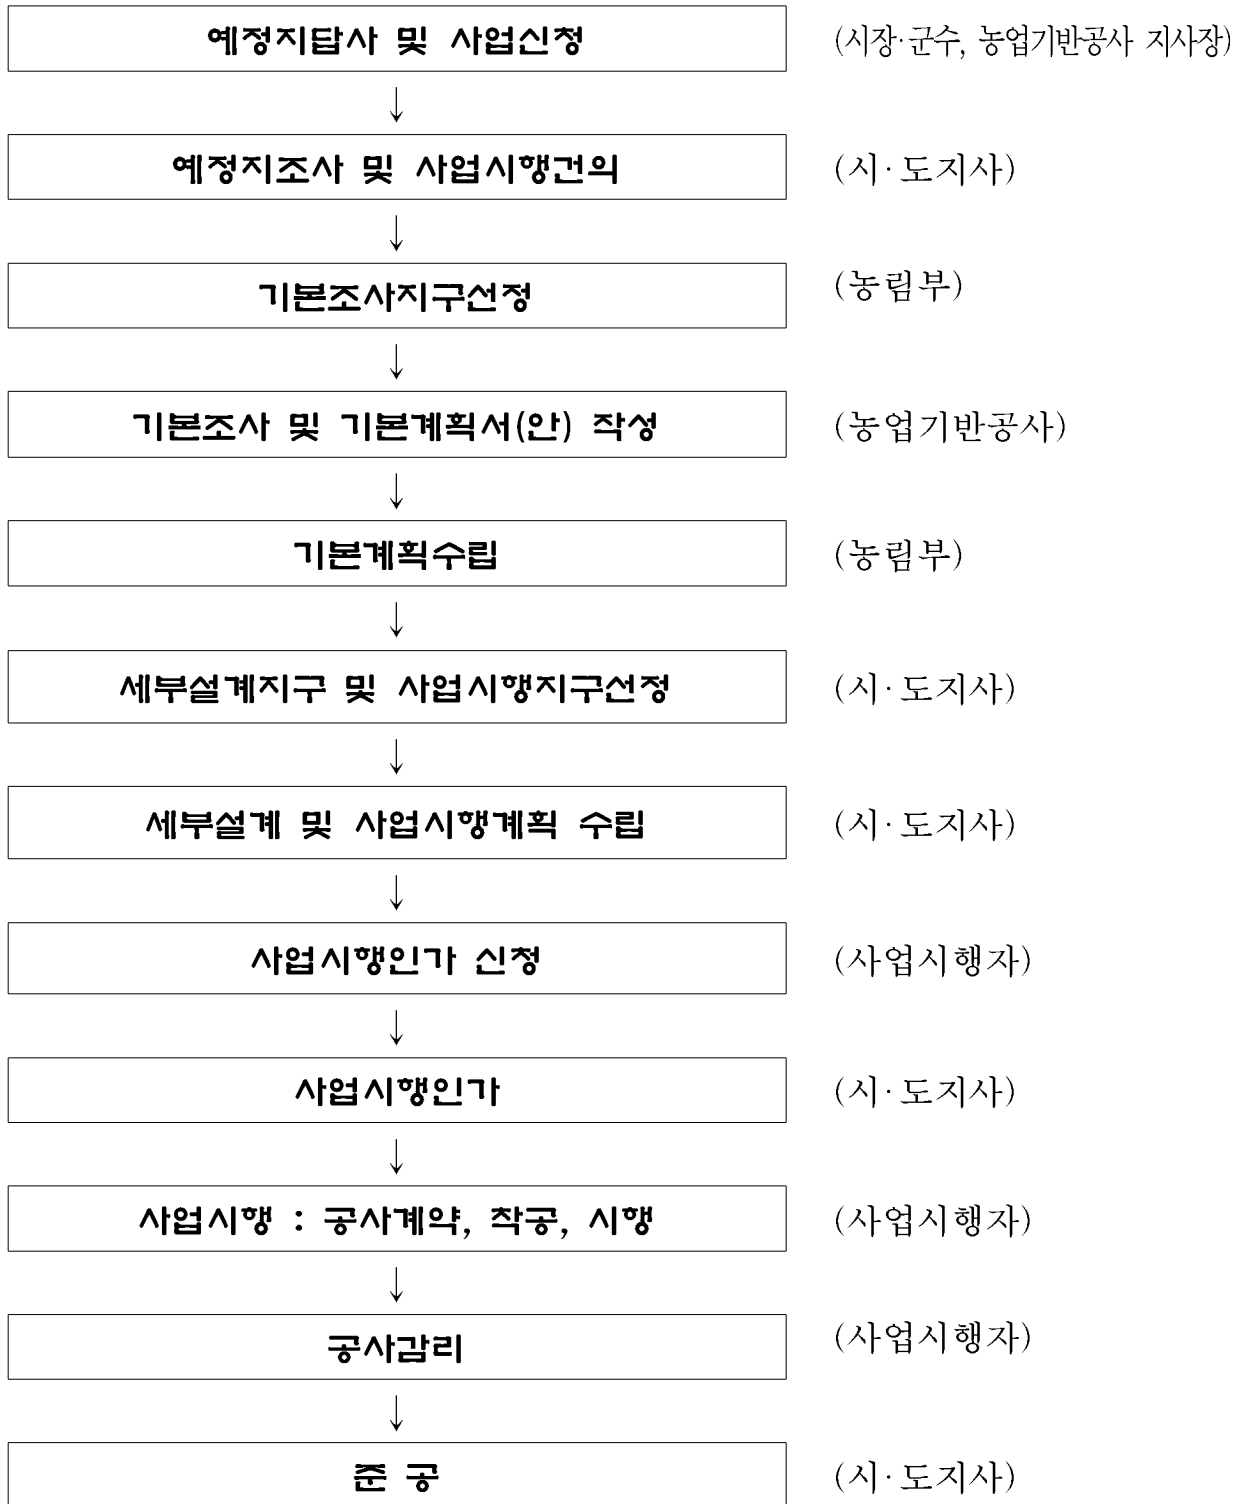 예정지답사 및 사업신청 (시장·군수, 농업기반공사 지사장)
↓
예정지조사 및 사업시행건의 (시·도지사)
↓
기본조사지구선정 (농림부)
↓
기본조사 및 기본계획서(안) 작성 (농업기반공사)
↓
기본계획수립 (농림부)
↓
세부설계지구 및 사업시행지구선정 (시·도지사)
↓
세부설계 및 사업시행계획 수립 (시·도지사)
↓
사업시행인가 신청 (사업시행자)
↓
사업시행인가 (시·도지사)
↓
사업시행 : 공사계약, 착공, 시행 (사업시행자)
↓
공사감리 (사업시행자)
↓
준 공 (시·도지사)